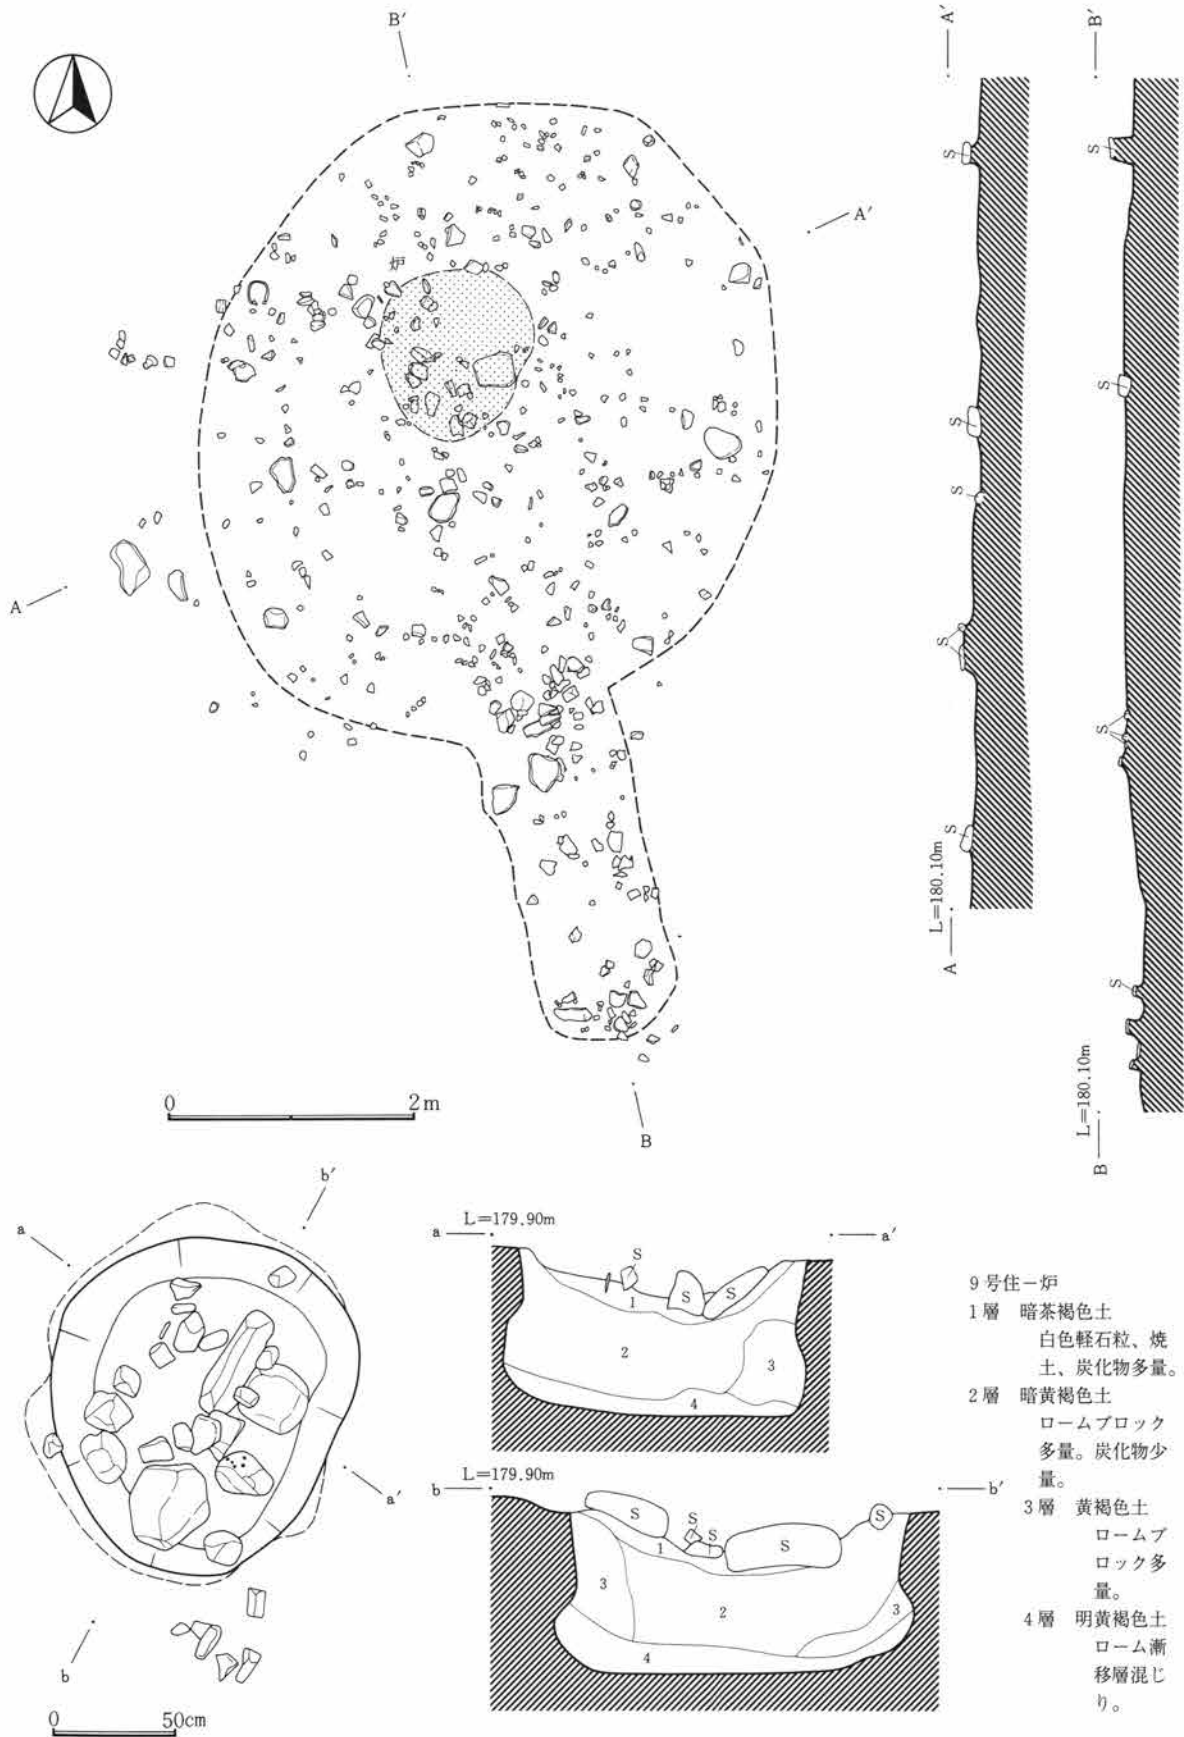 B′
A′
炉
A
B
0 2m
A′
S
S
S
S
S
L=180.10m
A
B′
S
S
S
S
L=180.10m
B
b′
a
a′
b
0 50cm
L=179.90m
a a′
S
S
S
1
2
3
4
L=179.90m
b b′
S
S
S
S
S
1
3
2
3
4
9号住-炉
1層 暗茶褐色土
白色軽石粒、焼
土、炭化物多量。
2層 暗黄褐色土
ロームブロック
多量。炭化物少
量。
3層 黄褐色土
ロームブ
ロック多
量。
4層 明黄褐色土
ローム漸
移層混じ
り。